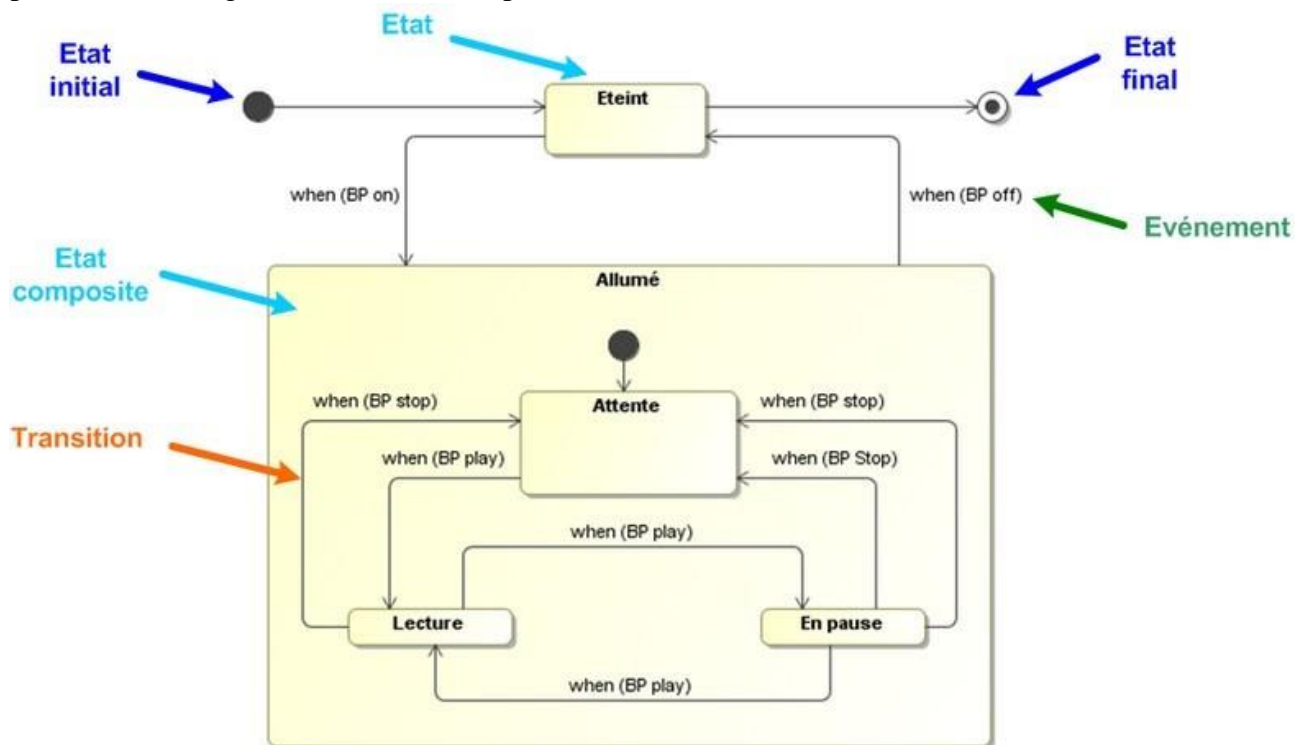 Etat
Etat
initial
Etat
final
Eteint
when (BP on)
when (BP off)
Evénement
Etat
composite
Allumé
when (BP stop)
Attente
when (BP stop)
Transition
when (BP play)
when (BP Stop)
when (BP play)
Lecture
En pause
when (BP play)